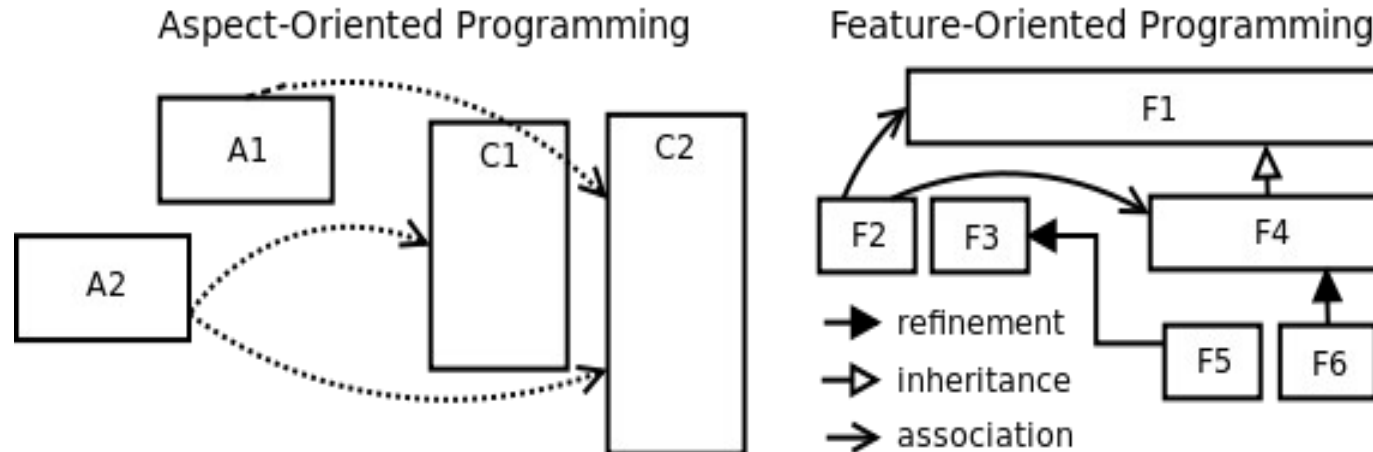 Aspect-Oriented Programming
A1
C1
C2
A2
Feature-Oriented Programming
F1
F2
F3
F4
F5
F6
refinement
inheritance
association